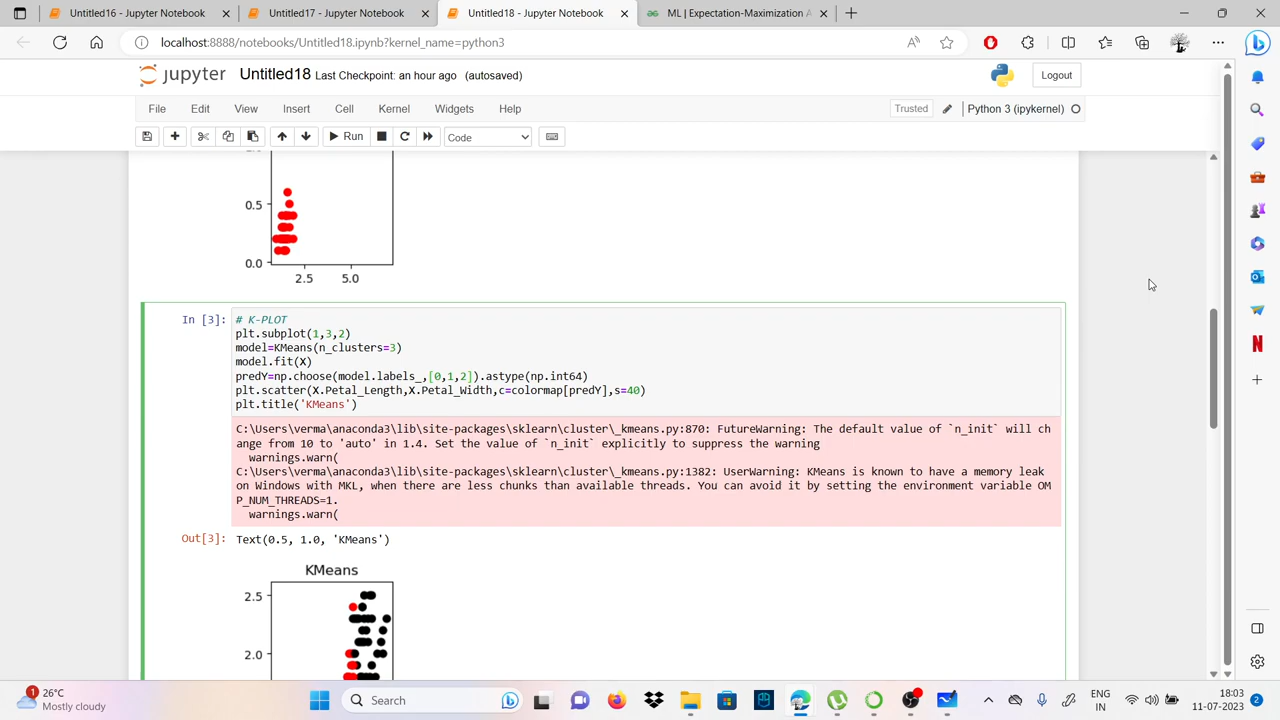 Untitled16 - Jupyter Notebook
Untitled17 - Jupyter Notebook
Untitled18 - Jupyter Notebook
ML | Expectation-Maximization A
localhost:8888/notebooks/Untitled18.ipynb?kernel_name=python3
jupyter Untitled18 Last Checkpoint: an hour ago (autosaved)
Logout
File Edit View Insert Cell Kernel Widgets Help
Trusted
Python 3 (ipykernel)
Run
Code
0.5
0.0
2.5 5.0
In [3]:
# K-PLOT
plt.subplot(1,3,2)
model=KMeans(n_clusters=3)
model.fit(X)
predY=np.choose(model.labels_,[0,1,2]).astype(np.int64)
plt.scatter(X.Petal_Length,X.Petal_Width,c=colormap[predY],s=40)
plt.title('KMeans')
C:\Users\verma\anaconda3\lib\site-packages\sklearn\cluster\_kmeans.py:870: FutureWarning: The default value of `n_init` will ch
ange from 10 to 'auto' in 1.4. Set the value of `n_init` explicitly to suppress the warning
warnings.warn(
C:\Users\verma\anaconda3\lib\site-packages\sklearn\cluster\_kmeans.py:1382: UserWarning: KMeans is known to have a memory leak
on Windows with MKL, when there are less chunks than available threads. You can avoid it by setting the environment variable OM
P_NUM_THREADS=1.
warnings.warn(
Out[3]: Text(0.5, 1.0, 'KMeans')
KMeans
2.5
2.0
1
26°C
Mostly cloudy
Search
ENG
IN
18:03
11-07-2023
2